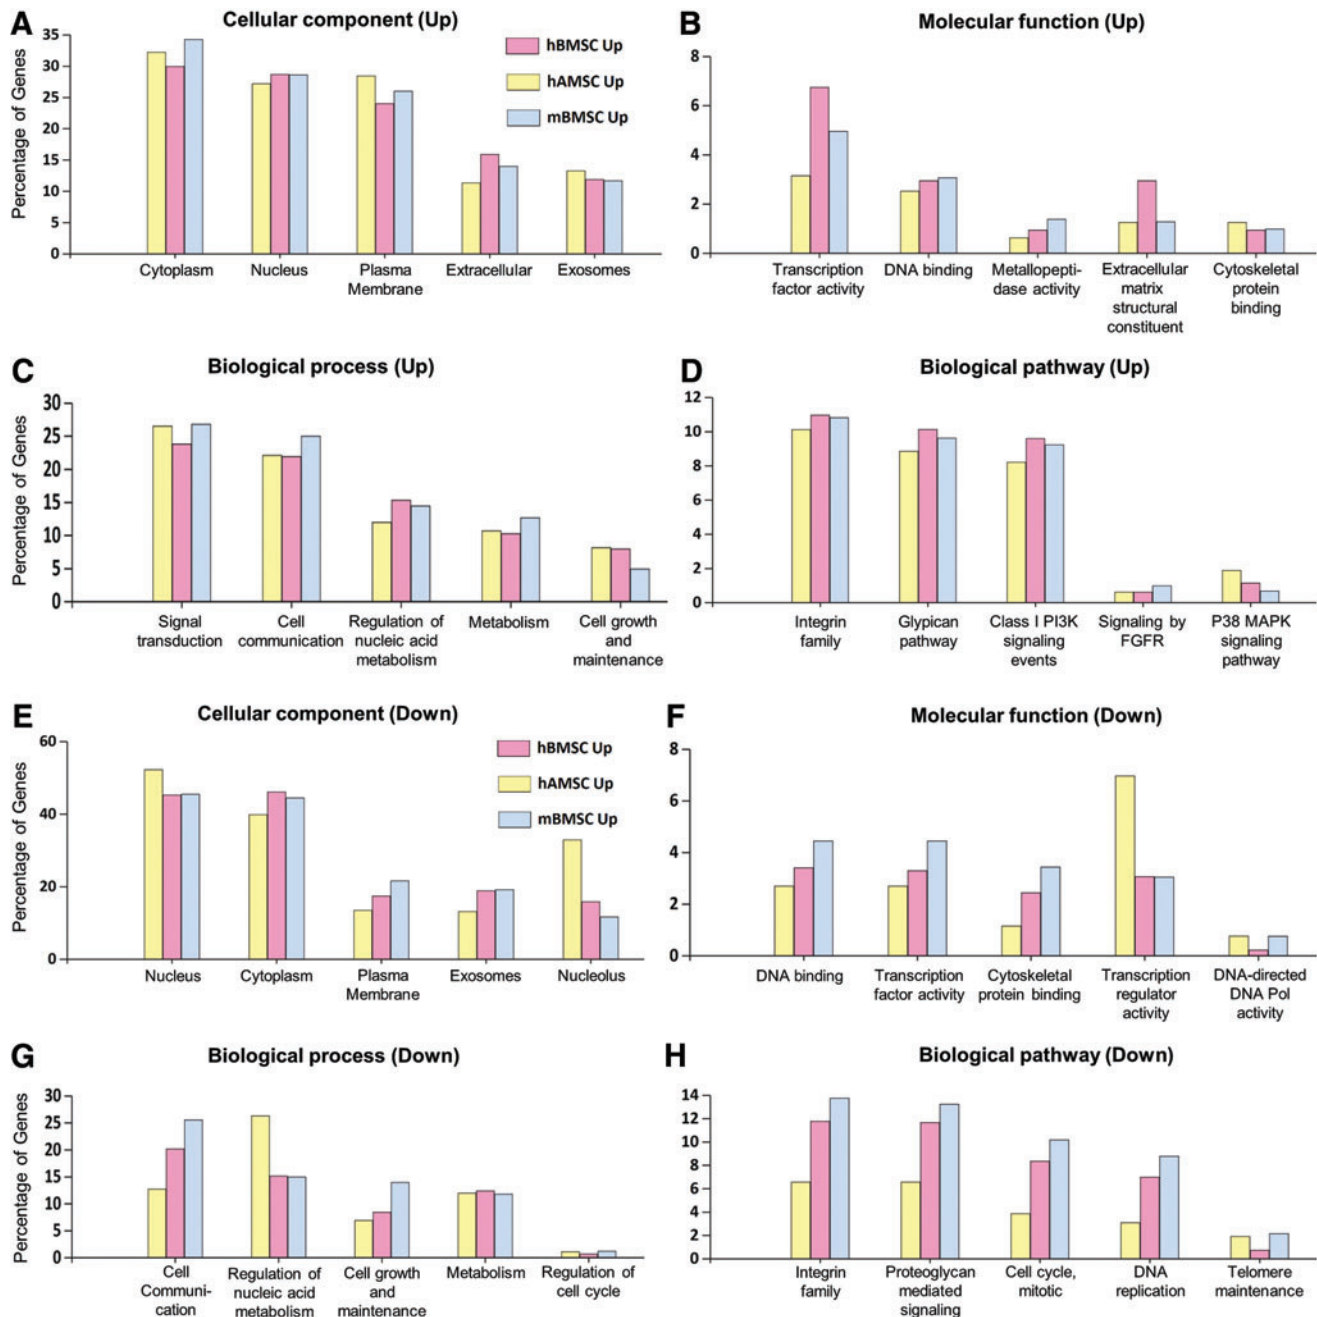 A
Cellular component (Up)
Percentage of Genes
35
30
25
20
15
10
5
0
hBMSC Up
hAMSC Up
mBMSC Up
Cytoplasm
Nucleus
Plasma
Membrane
Extracellular
Exosomes
B
Molecular function (Up)
8
6
4
2
0
Transcription
factor activity
DNA binding
Metallopepti-
dase activity
Extracellular
matrix
structural
constituent
Cytoskeletal
protein
binding
C
Biological process (Up)
Percentage of Genes
30
25
20
15
10
5
0
Signal
transduction
Cell
communication
Regulation of
nucleic acid
metabolism
Metabolism
Cell growth
and
maintenance
D
Biological pathway (Up)
12
10
8
6
4
2
0
Integrin
family
Glypican
pathway
Class I PI3K
signaling
events
Signaling by
FGFR
P38 MAPK
signaling
pathway
E
Cellular component (Down)
Percentage of Genes
60
40
20
0
hBMSC Up
hAMSC Up
mBMSC Up
Nucleus
Cytoplasm
Plasma
Membrane
Exosomes
Nucleolus
F
Molecular function (Down)
8
6
4
2
0
DNA binding
Transcription
factor activity
Cytoskeletal
protein binding
Transcription
regulator
activity
DNA-directed
DNA Pol
activity
G
Biological process (Down)
Percentage of Genes
30
25
20
15
10
5
0
Cell
Communi-
cation
Regulation of
nucleic acid
metabolism
Cell growth
and
maintenance
Metabolism
Regulation of
cell cycle
H
Biological pathway (Down)
14
12
10
8
6
4
2
0
Integrin
family
Proteoglycan
mediated
signaling
Cell cycle,
mitotic
DNA
replication
Telomere
maintenance